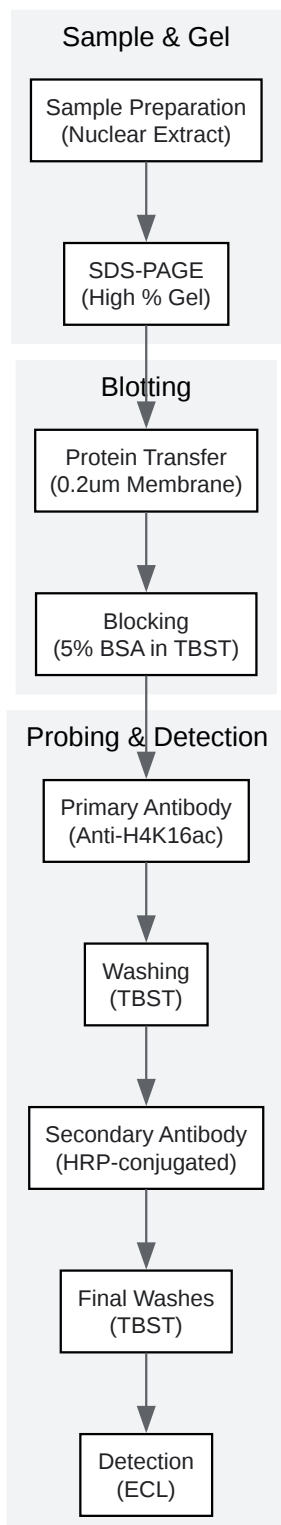 Sample & Gel
Sample Preparation
(Nuclear Extract)
SDS-PAGE
(High % Gel)
Blotting
Protein Transfer
(0.2um Membrane)
Blocking
(5% BSA in TBST)
Probing & Detection
Primary Antibody
(Anti-H4K16ac)
Washing
(TBST)
Secondary Antibody
(HRP-conjugated)
Final Washes
(TBST)
Detection
(ECL)